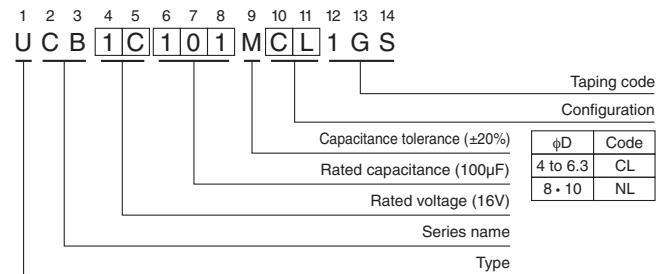 1 2 3 4 5 6 7 8 9 10 11 12 13 14
U C B 1 C 1 0 1 M C L 1 G S
Taping code
Configuration
Capacitance tolerance (±20%)
Rated capacitance (100µF)
Rated voltage (16V)
Series name
Type
ϕD Code
4 to 6.3 CL
8 • 10 NL